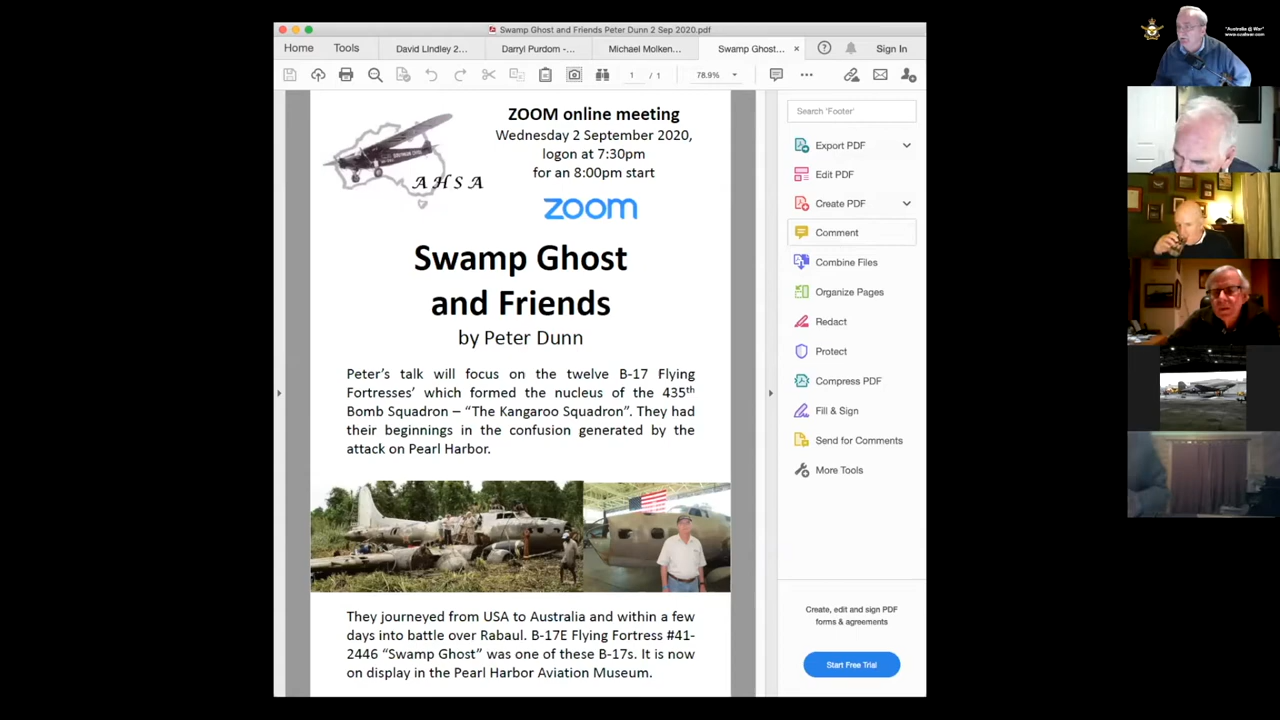 Swamp Ghost and Friends Peter Dunn 2 Sep 2020.pdf
Home Tools David LIndley 2... Darryl Purdom -... Michael Molken... Swamp Ghost... × ? Sign In
1 / 1 78.9%
ZOOM online meeting
Wednesday 2 September 2020,
logon at 7:30pm
for an 8:00pm start
AHSA
zoom
Swamp Ghost
and Friends
by Peter Dunn
Peter's talk will focus on the twelve B-17 Flying
Fortresses' which formed the nucleus of the 435th
Bomb Squadron – “The Kangaroo Squadron”. They had
their beginnings in the confusion generated by the
attack on Pearl Harbor.
They journeyed from USA to Australia and within a few
days into battle over Rabaul. B-17E Flying Fortress #41-
2446 “Swamp Ghost” was one of these B-17s. It is now
on display in the Pearl Harbor Aviation Museum.
Search 'Footer'
Export PDF
Edit PDF
Create PDF
Comment
Combine Files
Organize Pages
Redact
Protect
Compress PDF
Fill & Sign
Send for Comments
More Tools
Create, edit and sign PDF
forms & agreements
Start Free Trial
"Australia @ War"
www.ozatwar.com